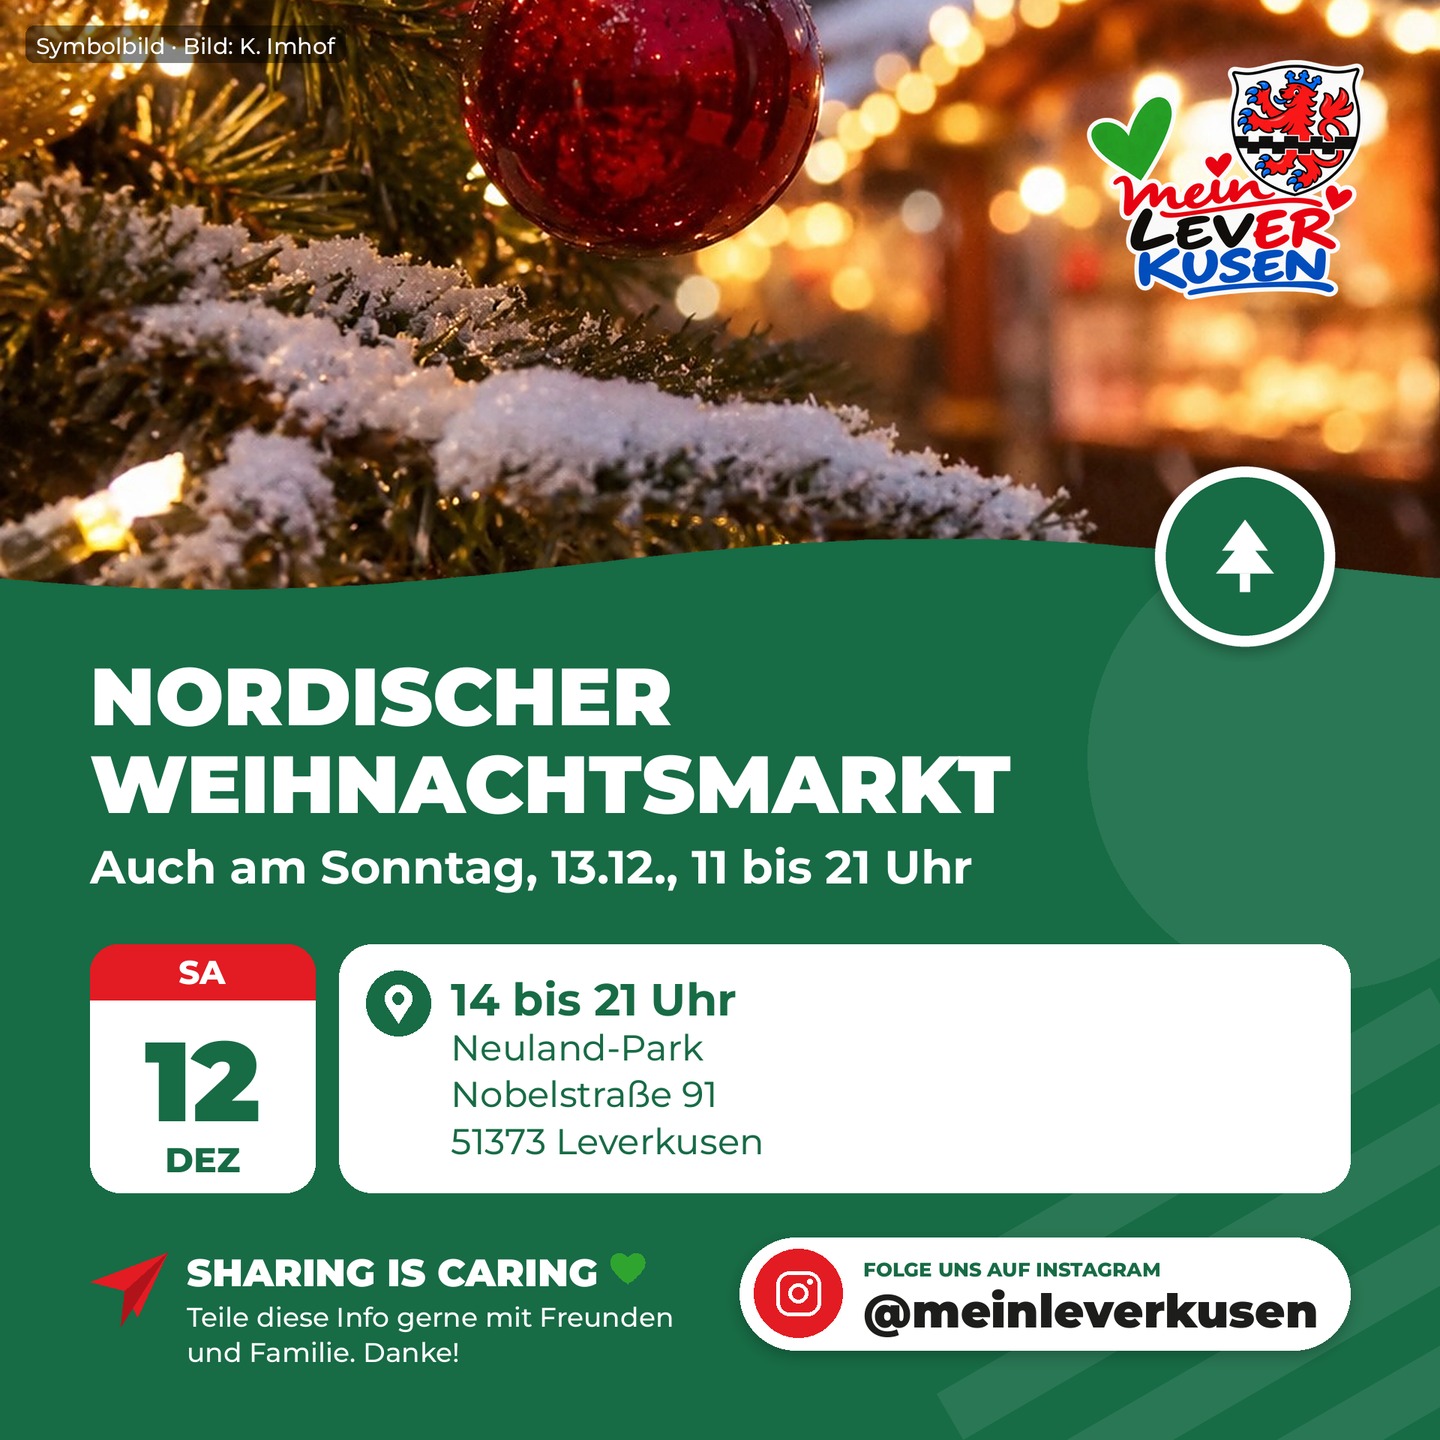 Symbolbild · Bild: K. Imhof
mein
LEVER
KUSEN
NORDISCHER
WEIHNACHTSMARKT
Auch am Sonntag, 13.12., 11 bis 21 Uhr
SA
12
DEZ
14 bis 21 Uhr
Neuland-Park
Nobelstraße 91
51373 Leverkusen
SHARING IS CARING
Teile diese Info gerne mit Freunden
und Familie. Danke!
FOLGE UNS AUF INSTAGRAM
@meinleverkusen